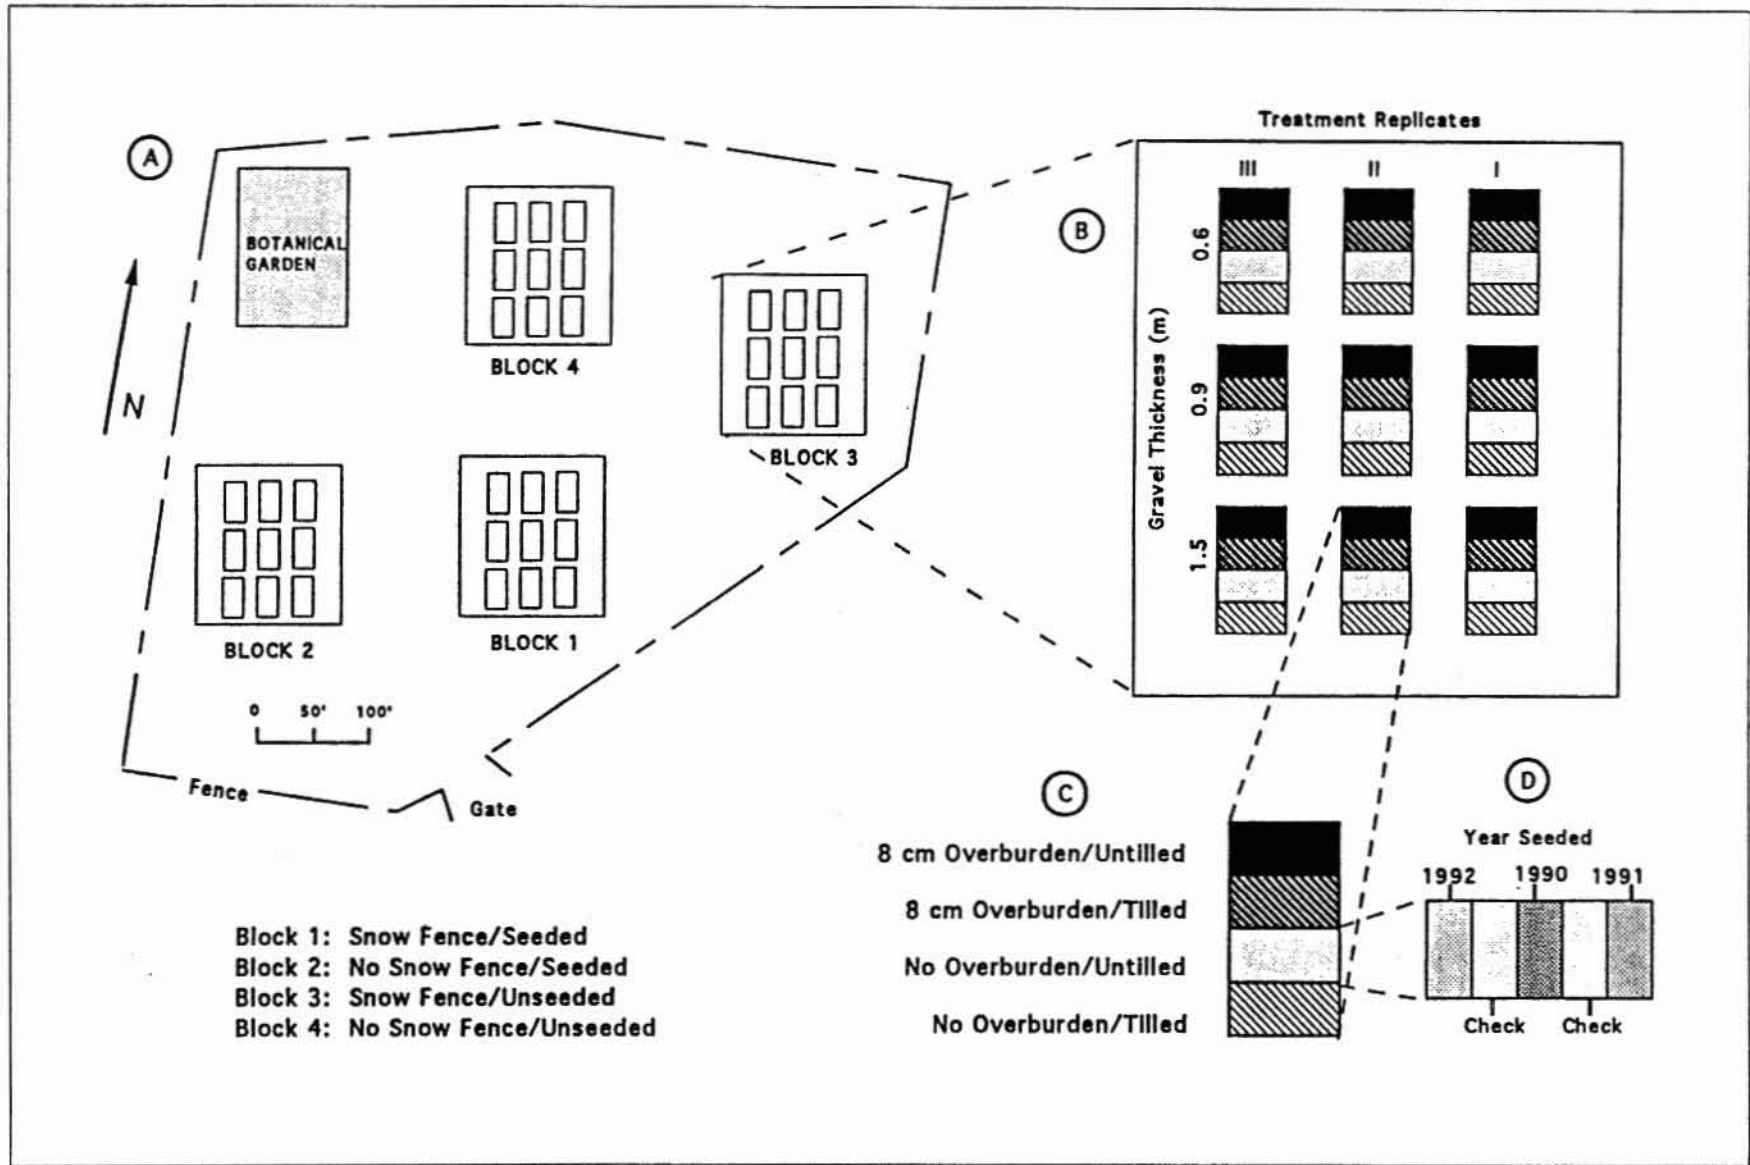 A
BOTANICAL
GARDEN
BLOCK 4
BLOCK 3
N
BLOCK 2
BLOCK 1
0 50' 100'
Fence
Gate
Block 1: Snow Fence/Seeded
Block 2: No Snow Fence/Seeded
Block 3: Snow Fence/Unseeded
Block 4: No Snow Fence/Unseeded
B
Treatment Replicates
III II I
Gravel Thickness (m)
0.6
0.9
1.5
C
8 cm Overburden/Untilled
8 cm Overburden/Tilled
No Overburden/Untilled
No Overburden/Tilled
D
Year Seeded
1992 1990 1991
Check Check